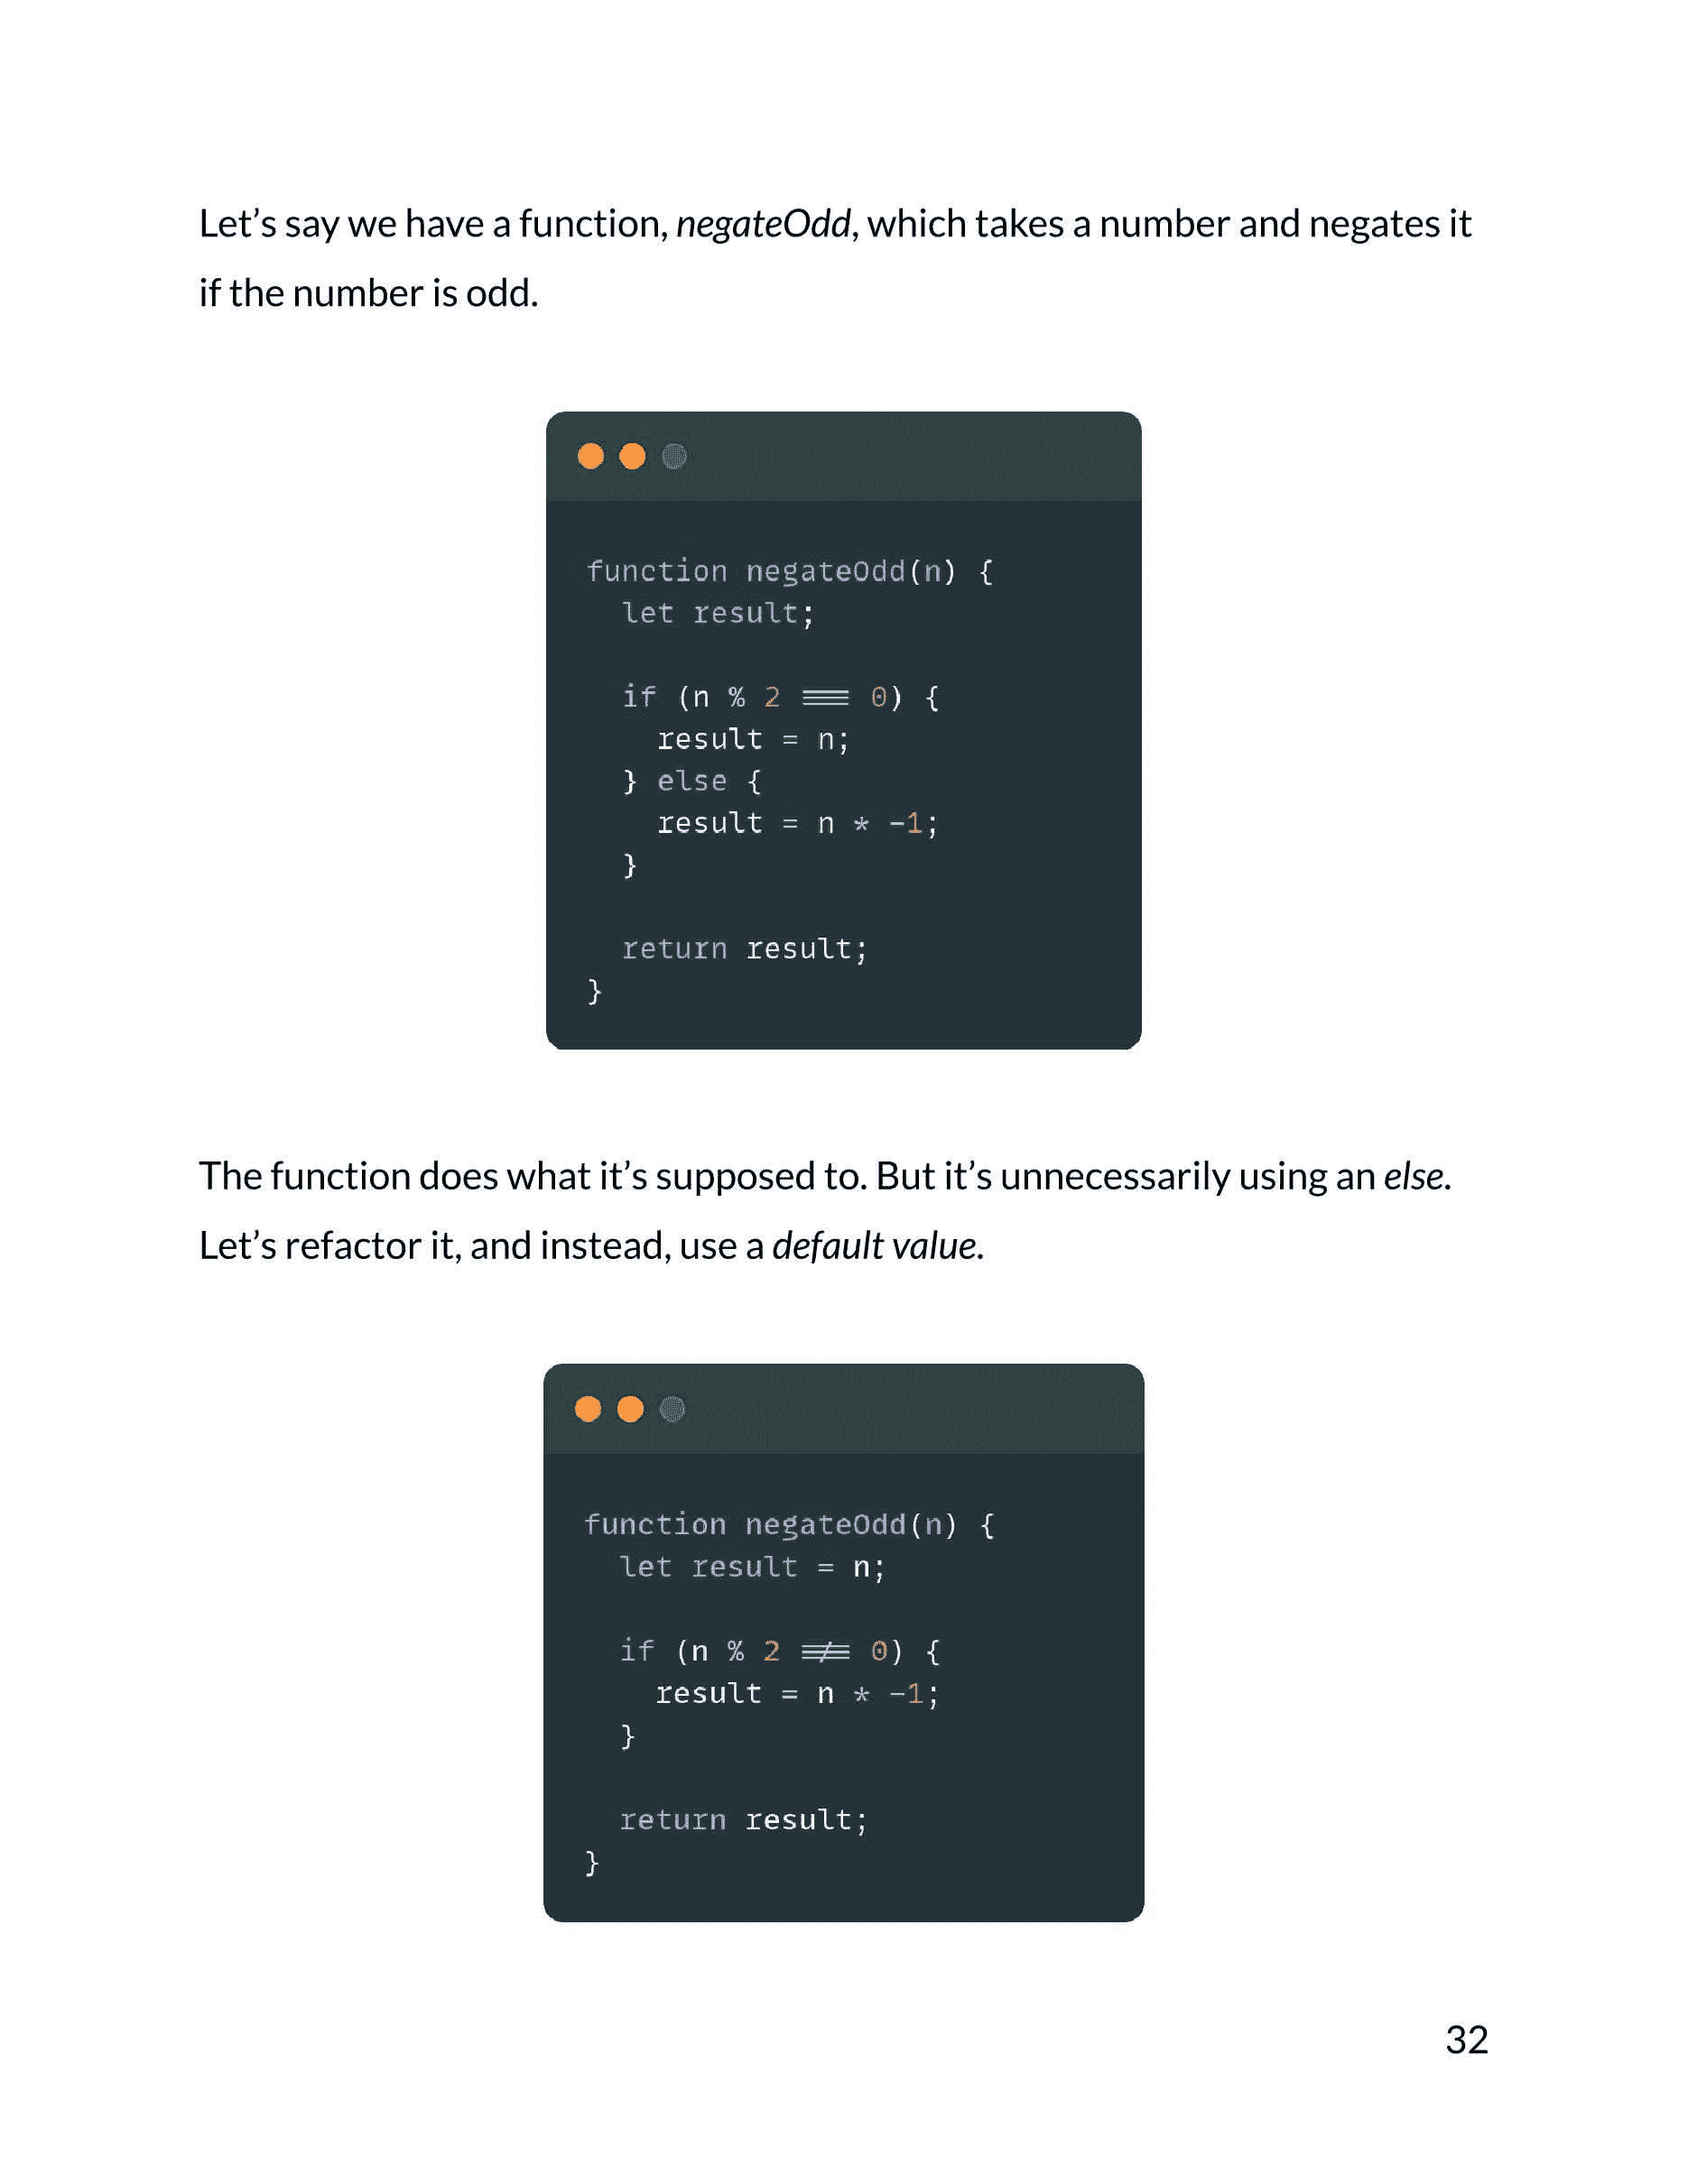 Let’s say we have a function, negateOdd, which takes a number and negates it
if the number is odd.
function negateOdd(n) {
  let result;
  if (n % 2 === 0) {
    result = n;
  } else {
    result = n * -1;
  }
  return result;
}
The function does what it’s supposed to. But it’s unnecessarily using an else.
Let’s refactor it, and instead, use a default value.
function negateOdd(n) {
  let result = n;
  if (n % 2 !== 0) {
    result = n * -1;
  }
  return result;
}
32